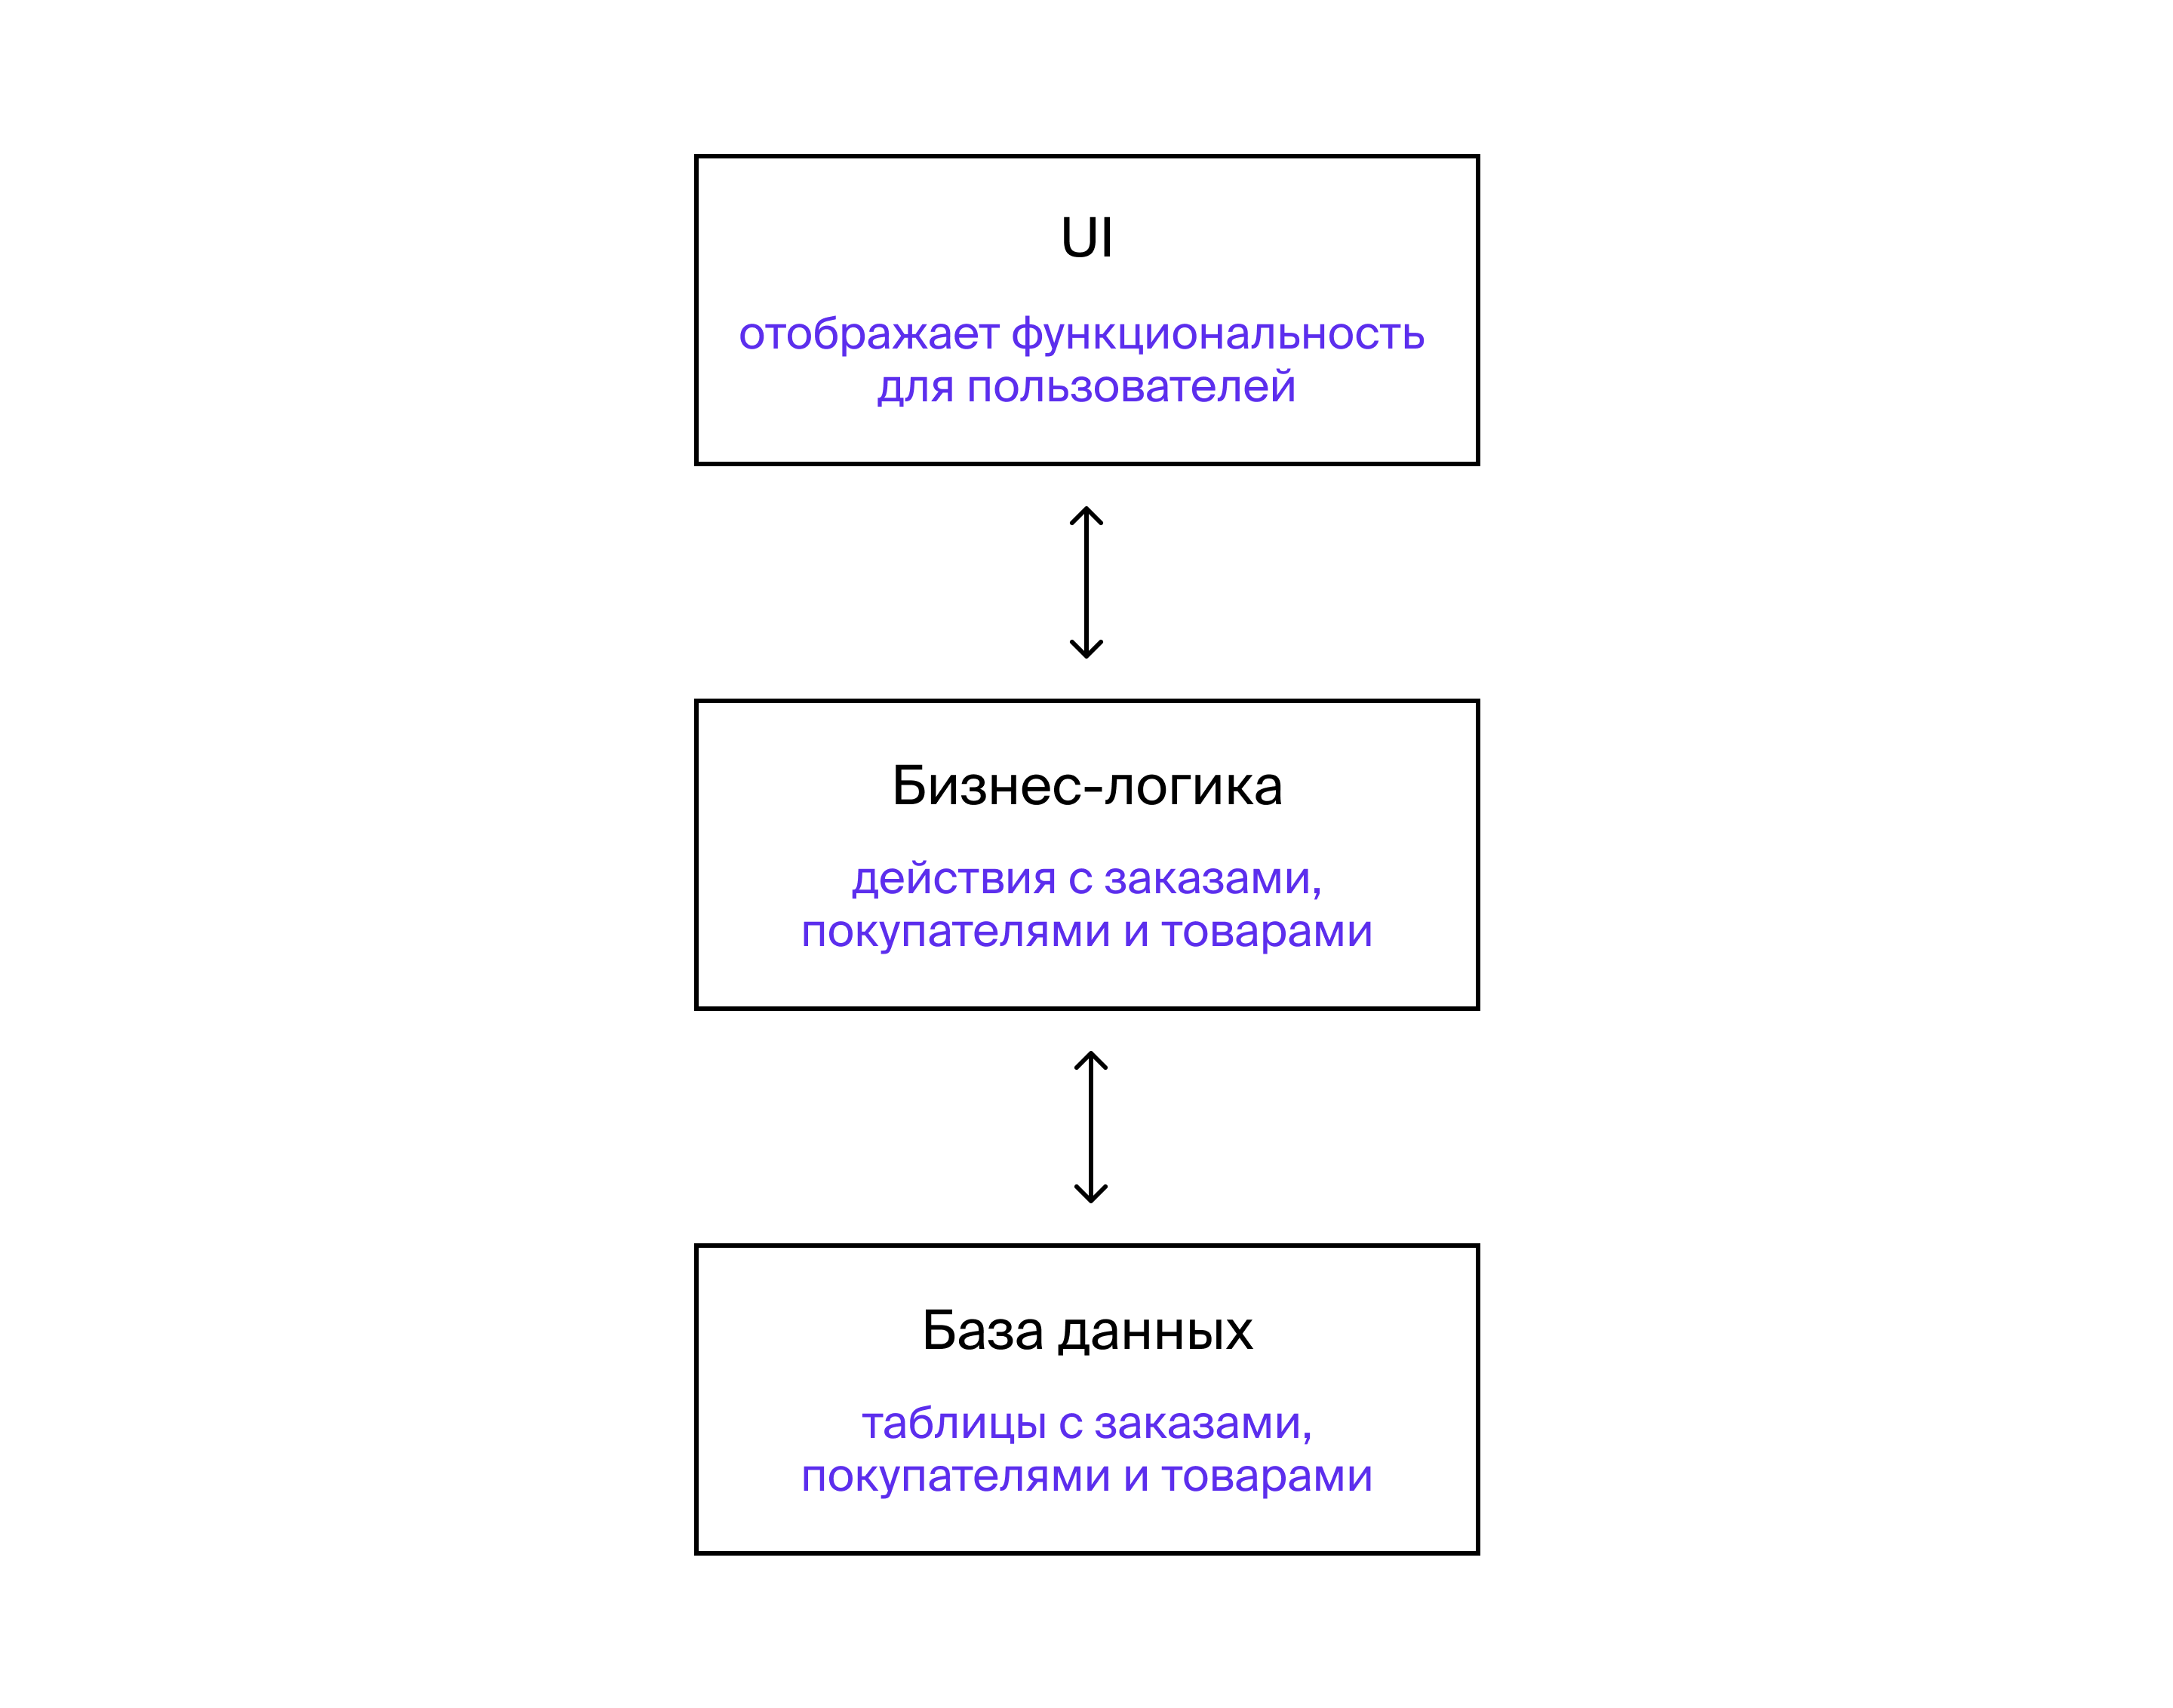 UI
отображает функциональность
для пользователей
Бизнес-логика
действия с заказами,
покупателями и товарами
База данных
таблицы с заказами,
покупателями и товарами